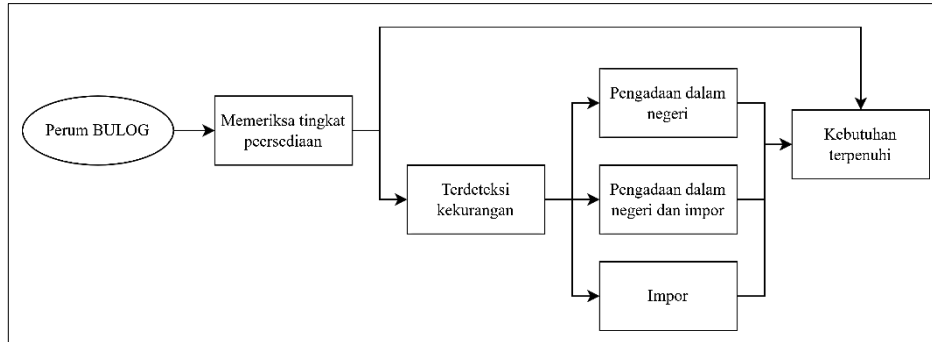 Perum BULOG
Memeriksa tingkat
peersediaan
Terdeteksi
kekurangan
Pengadaan dalam
negeri
Pengadaan dalam
negeri dan impor
Impor
Kebutuhan
terpenuhi